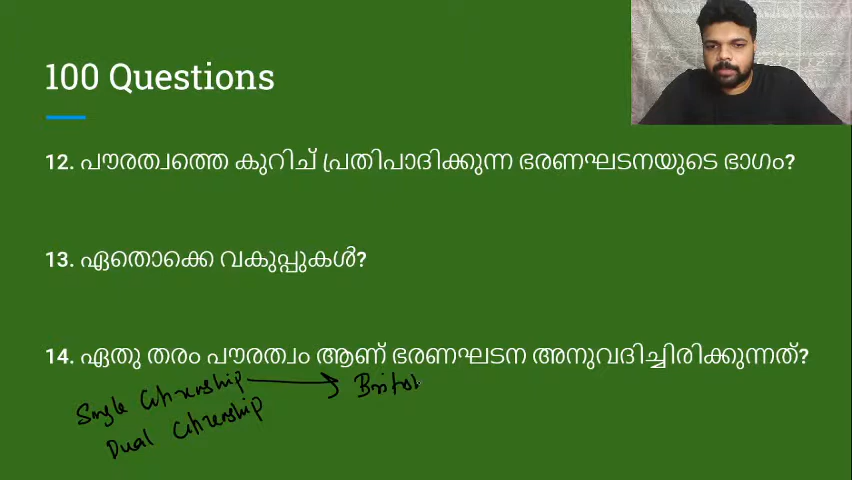 100 Questions
12. പൗരത്വത്തെ കുറിച് പ്രതിപാദിക്കുന്ന ഭരണഘടനയുടെ ഭാഗം?
13. ഏതൊക്കെ വകുപ്പുകൾ?
14. ഏതു തരം പൗരത്വം ആണ് ഭരണഘടന അനുവദിച്ചിരിക്കുന്നത്?
Single Citizenship
Dual Citizenship